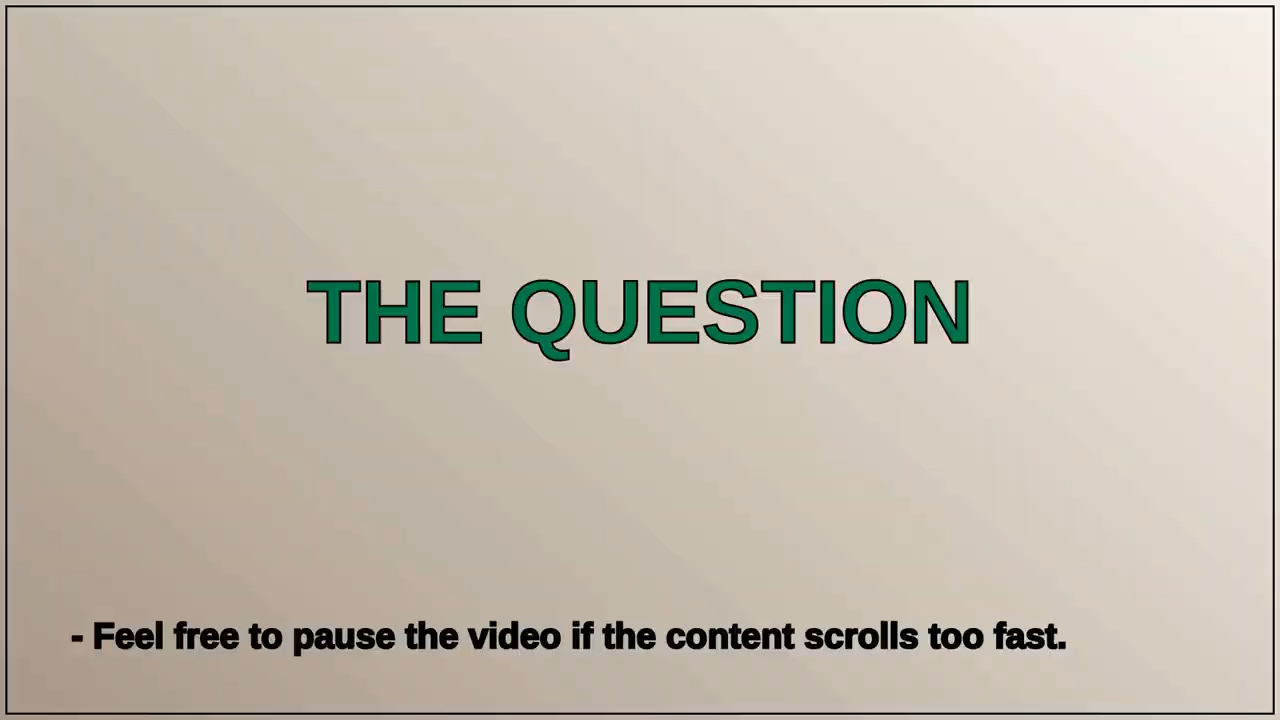 THE QUESTION
- Feel free to pause the video if the content scrolls too fast.